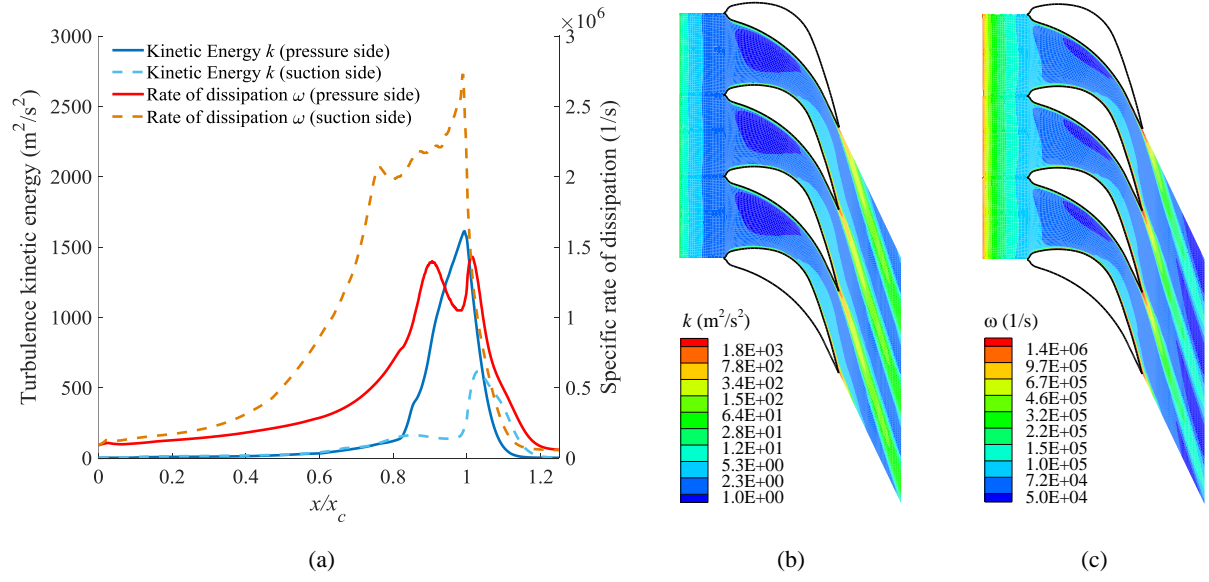 ×10⁶
3000
2500
2000
1500
1000
500
0
Turbulence kinetic energy (m²/s²)
Kinetic Energy k (pressure side)
Kinetic Energy k (suction side)
Rate of dissipation ω (pressure side)
Rate of dissipation ω (suction side)
3
2.5
2
1.5
1
0.5
0
Specific rate of dissipation (1/s)
0 0.2 0.4 0.6 0.8 1 1.2
x/x_c
(a)
k (m²/s²)
1.8E+03
7.8E+02
3.4E+02
1.5E+02
6.4E+01
2.8E+01
1.2E+01
5.3E+00
2.3E+00
1.0E+00
(b)
ω (1/s)
1.4E+06
9.7E+05
6.7E+05
4.6E+05
3.2E+05
2.2E+05
1.5E+05
1.0E+05
7.2E+04
5.0E+04
(c)